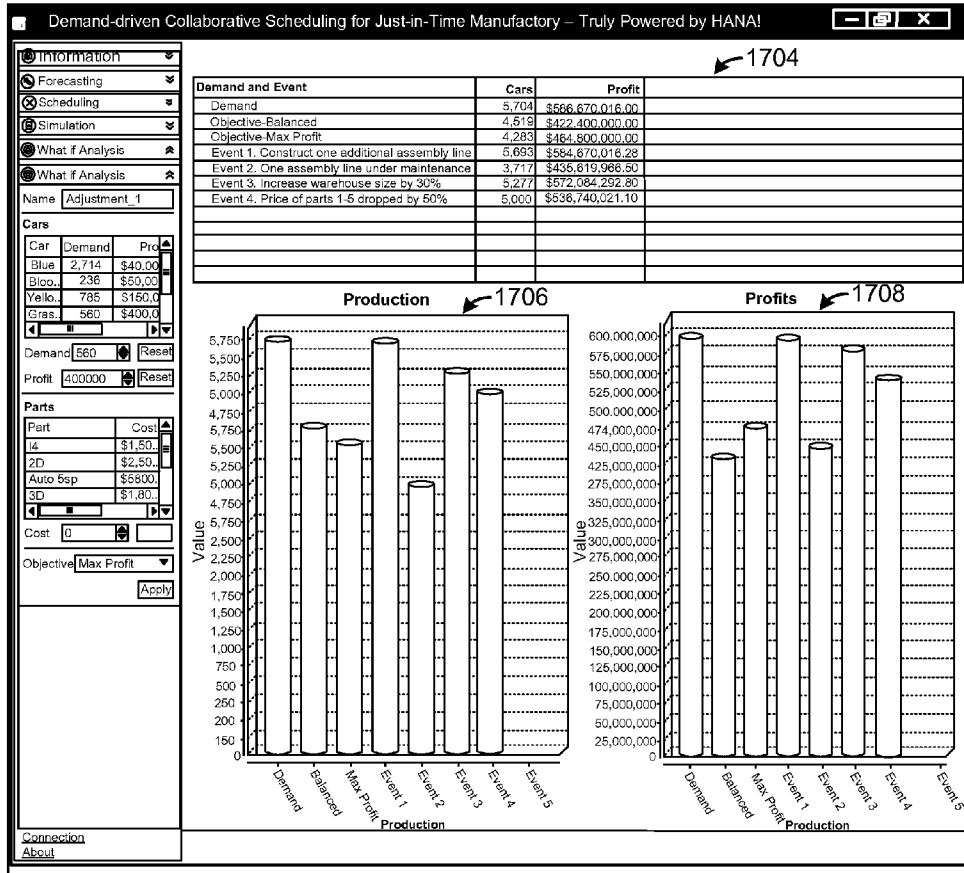 Demand-driven Collaborative Scheduling for Just-in-Time Manufactory – Truly Powered by HANA!
Information
Forecasting
Scheduling
Simulation
What if Analysis
What if Analysis
Name Adjustment_1
Cars
Car Demand Pro
Blue 2,714 $40.00
Bloo.. 236 $50,00
Yello.. 785 $150,0
Gras.. 560 $400,0
Demand 560 Reset
Profit 400000 Reset
Parts
Part Cost
I4 $1,50..
2D $2,50..
Auto 5sp $5800.
3D $1,80..
Cost 0
Objective Max Profit
Apply
Connection
About
1704
Demand and Event Cars Profit
Demand 5,704 $586,670,016.00
Objective-Balanced 4,519 $422,400,000.00
Objective-Max Profit 4,283 $464,800,000.00
Event 1. Construct one additional assembly line 5,693 $584,670,016.28
Event 2. One assembly line under maintenance 3,717 $435,619,966.50
Event 3. Increase warehouse size by 30% 5,277 $572,084,292.80
Event 4. Price of parts 1-5 dropped by 50% 5,000 $536,740,021.10
Production
1706
Value
5,750
5,500
5,250
5,000
4,750
5,750
5,500
5,250
5,000
4,750
5,750
2,500
2,250
2,000
1,750
1,500
1,250
1,000
750
500
250
200
150
0
Demand
Balanced
Max Profit
Event 1
Event 2
Event 3
Event 4
Event 5
Production
Profits
1708
Value
600.000,000
575,000,000
550,000,000
525,000,000
500,000,000
474,000,000
450,000,000
425,000,000
275,000,000
350,000,000
325,000,000
300,000,000
275,000,000
250,000,000
225,000,000
200,000,000
175,000,000
150,000,000
125,000,000
100,000,000
75,000,000
50,000,000
25,000,000
0
Demand
Balanced
Max Profit
Event 1
Event 2
Event 3
Event 4
Event 5
Production